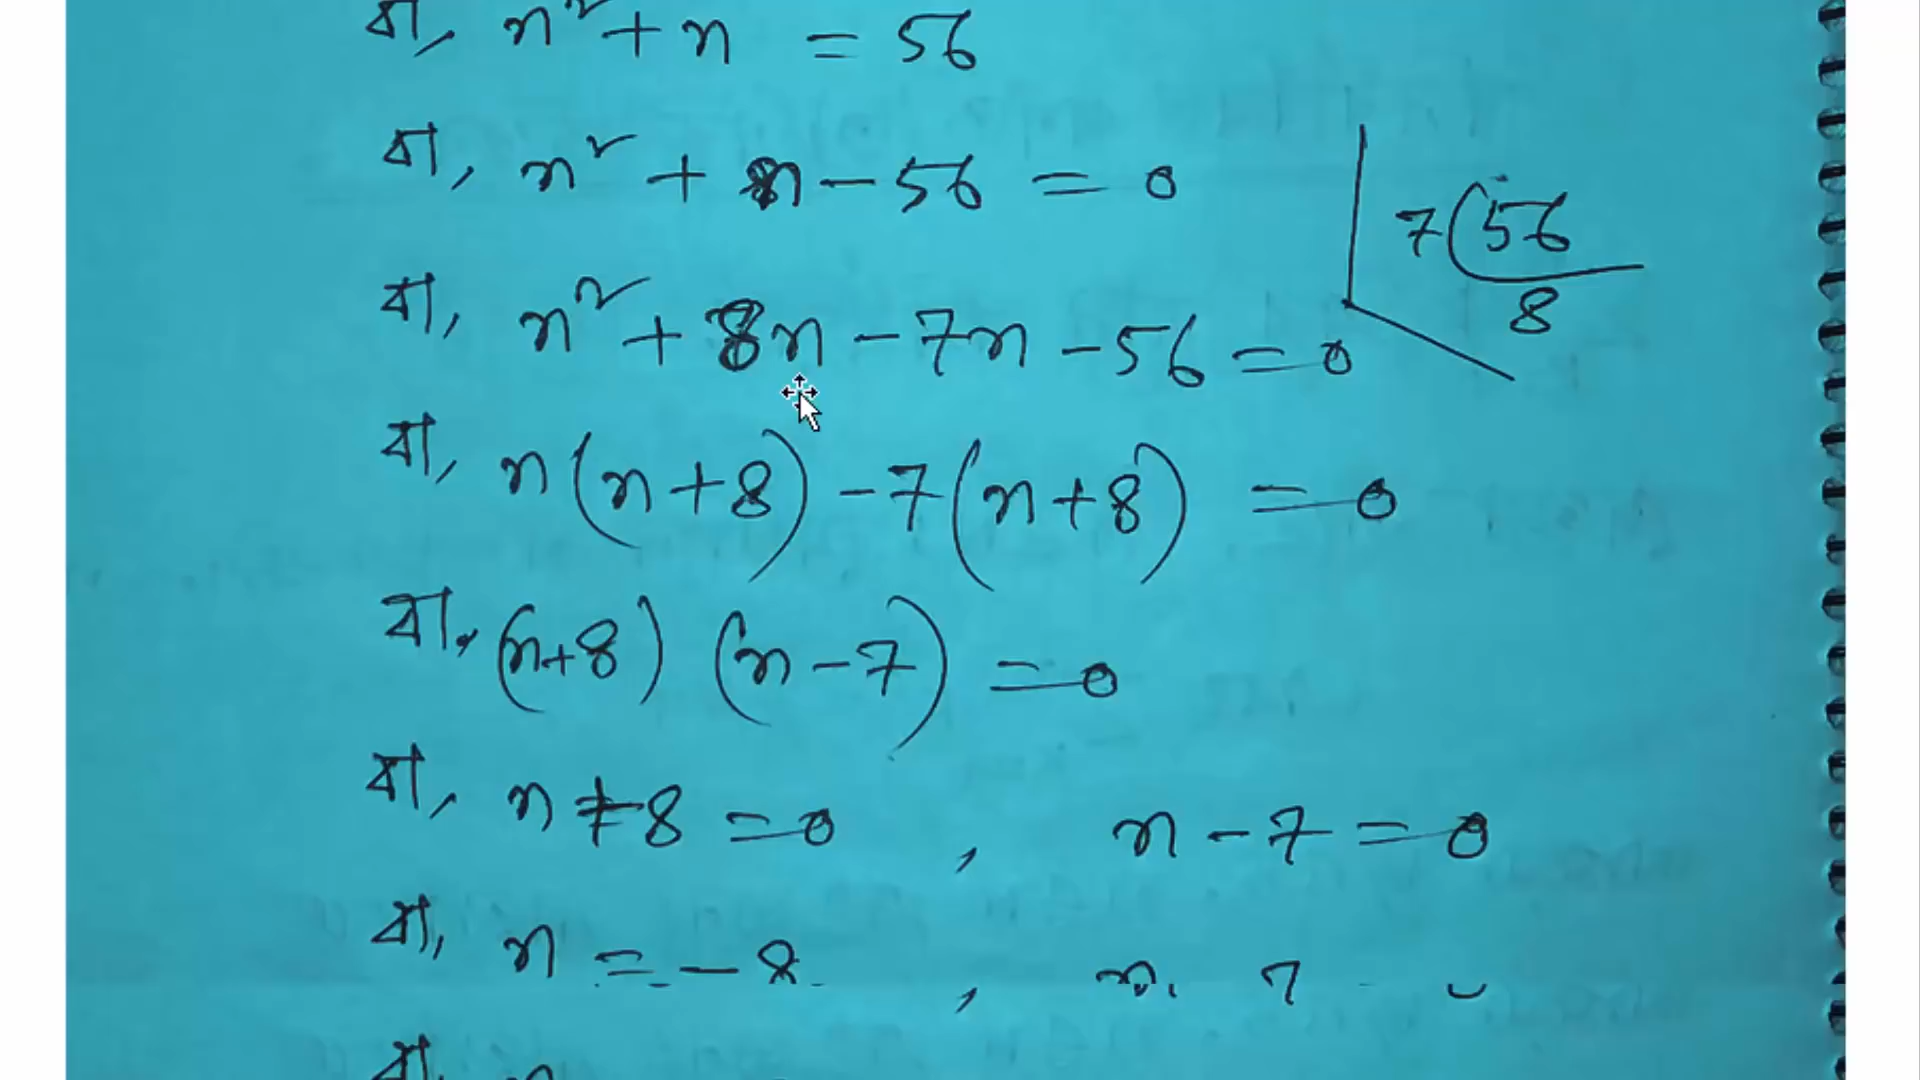 বা, n² + n = 56
বা, n² + n - 56 = 0
7(56
8
বা, n² + 8n - 7n - 56 = 0
বা, n(n+8) - 7(n+8) = 0
বা, (n+8) (n-7) = 0
বা, n+8 = 0 , n - 7 = 0
বা, n = - 8 ,
বা,